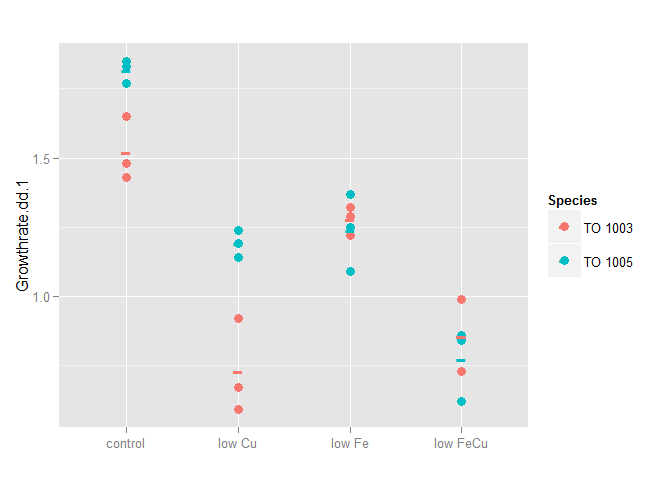 Growthrate.dd.1
1.5
1.0
control
low Cu
low Fe
low FeCu
Species
TO 1003
TO 1005